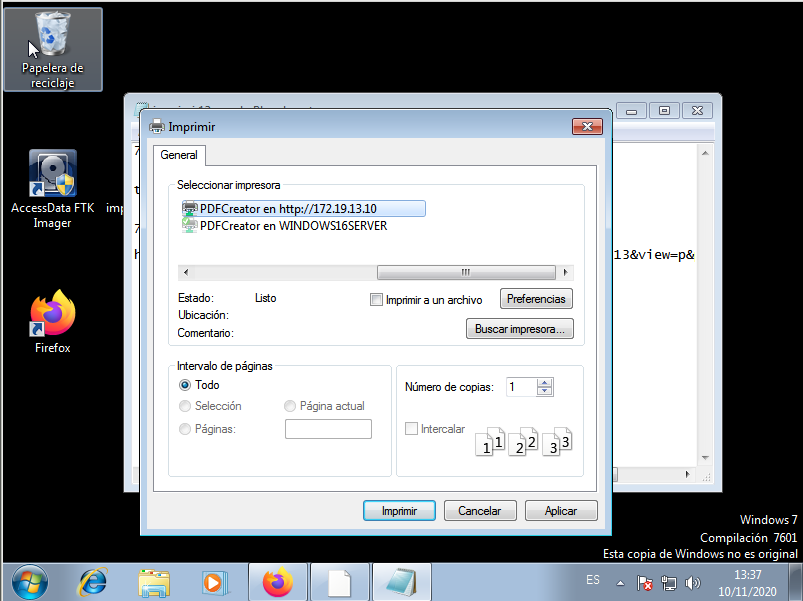 Papelera de
reciclaje
AccessData FTK
Imager
Firefox
Imprimir
General
Seleccionar impresora
PDFCreator en http://172.19.13.10
PDFCreator en WINDOWS16SERVER
Estado: Listo
Ubicación:
Comentario:
Imprimir a un archivo
Preferencias
Buscar impresora...
Intervalo de páginas
Todo
Selección
Página actual
Páginas:
Número de copias: 1
Intercalar
1 1 2 2 3 3
Imprimir
Cancelar
Aplicar
13&view=p&
Windows 7
Compilación 7601
Esta copia de Windows no es original
ES
13:37
10/11/2020